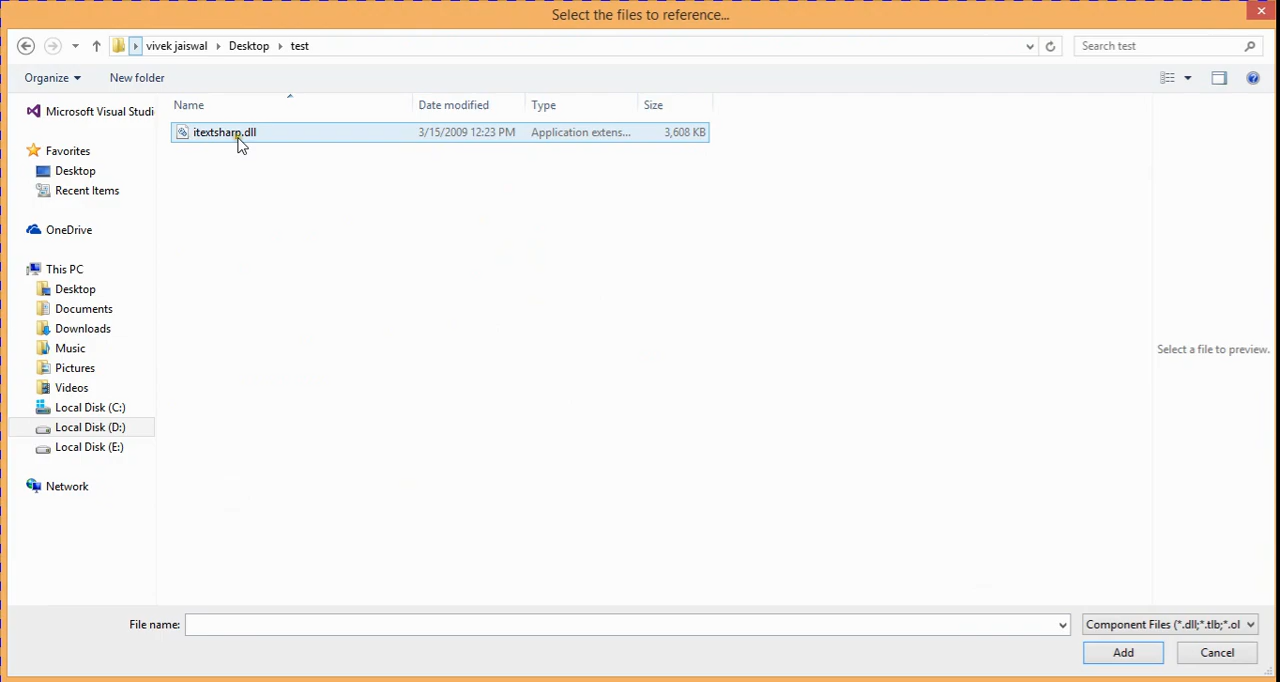 Select the files to reference...
vivek jaiswal Desktop test
Search test
Organize New folder
Name Date modified Type Size
itextsharp.dll 3/15/2009 12:23 PM Application extens... 3,608 KB
Microsoft Visual Studi
Favorites
Desktop
Recent Items
OneDrive
This PC
Desktop
Documents
Downloads
Music
Pictures
Videos
Local Disk (C:)
Local Disk (D:)
Local Disk (E:)
Network
Select a file to preview.
File name: Component Files (*.dll;*.tlb;*.ol
Add Cancel